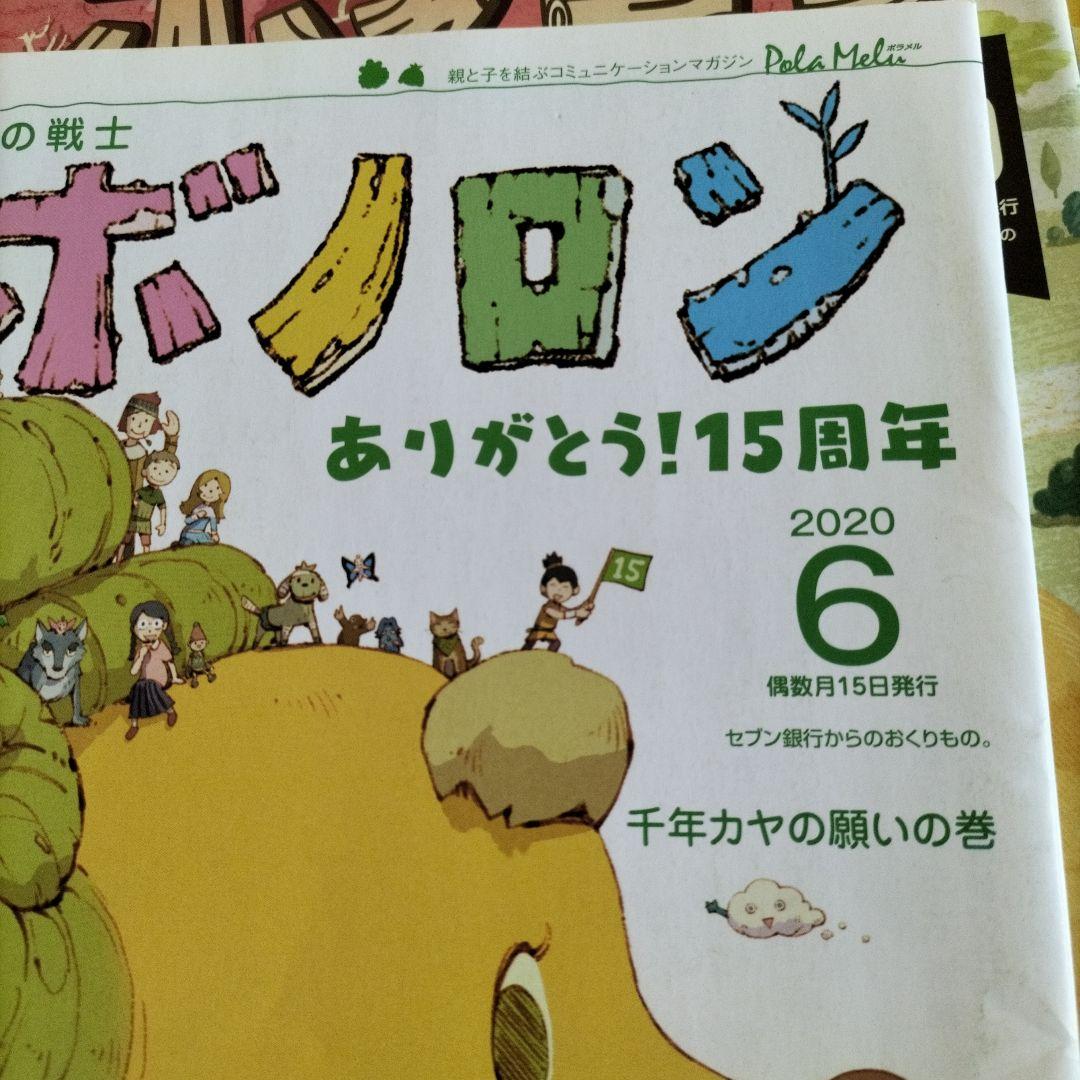 親と子を結ぶコミュニケーションマガジン Pola Melu ポラメル
の戦士
ボノロン
ありがとう!15周年
15
2020
6
偶数月15日発行
セブン銀行からのおくりもの。
千年カヤの願いの巻
行
の